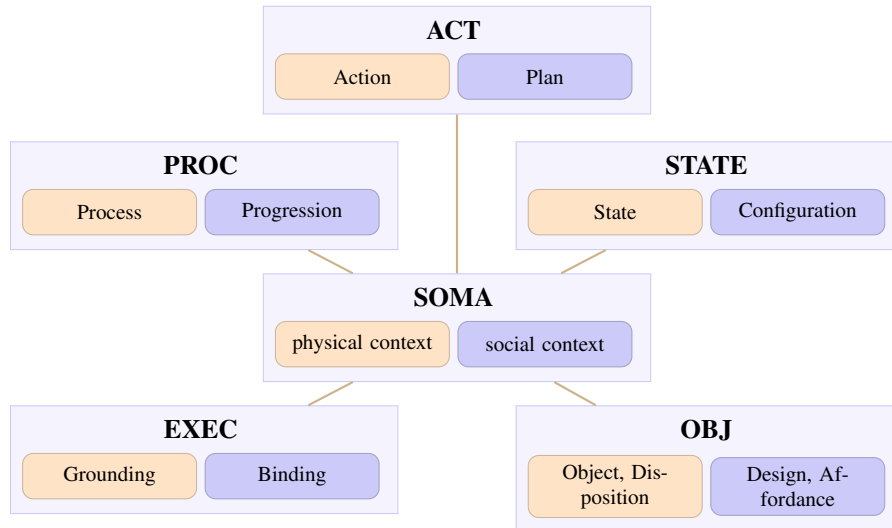 ACT
Action
Plan
PROC
Process
Progression
STATE
State
Configuration
SOMA
physical context
social context
EXEC
Grounding
Binding
OBJ
Object, Dis-
position
Design, Af-
fordance